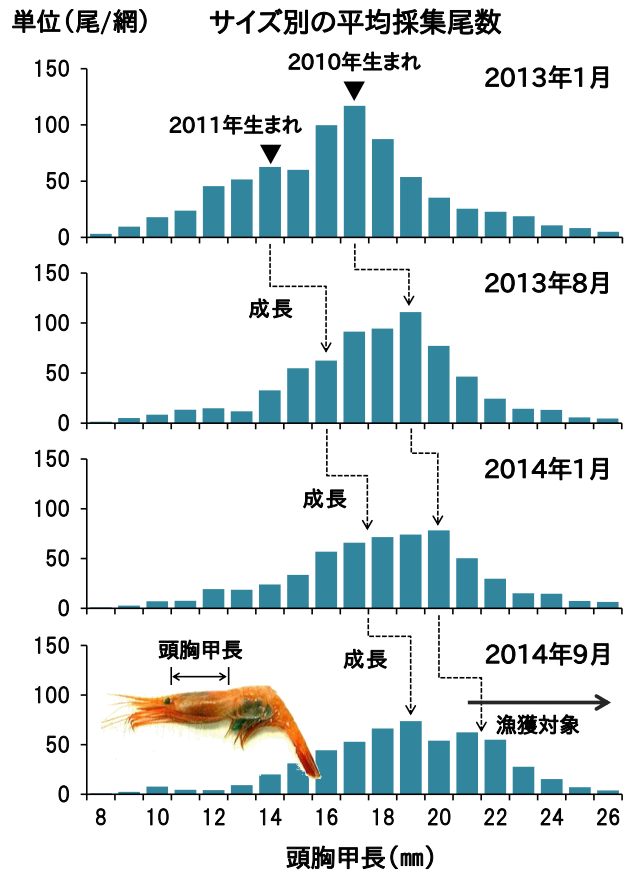 単位（尾/網） サイズ別の平均採集尾数
2010年生まれ
2013年1月
2011年生まれ
150
100
50
0
2013年8月
成長
150
100
50
0
2014年1月
成長
150
100
50
0
2014年9月
成長
頭胸甲長
漁獲対象
150
100
50
0
8 10 12 14 16 18 20 22 24 26
頭胸甲長（㎜）